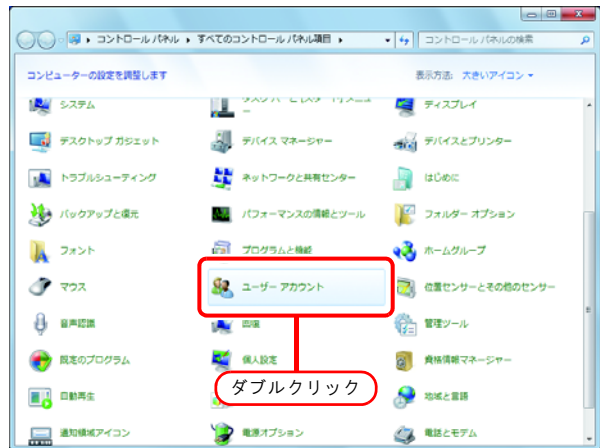 コントロール パネル ▸ すべてのコントロール パネル項目 ▸
コントロール パネルの検索
コンピューターの設定を調整します
表示方法: 大きいアイコン
システム
ディスプレイ
デスクトップ ガジェット
デバイス マネージャー
デバイスとプリンター
トラブルシューティング
ネットワークと共有センター
はじめに
バックアップと復元
パフォーマンスの情報とツール
フォルダー オプション
フォント
プログラムと機能
ホームグループ
マウス
ユーザー アカウント
位置センサーとその他のセンサー
音声認識
回復
管理ツール
既定のプログラム
個人設定
資格情報マネージャー
ダブルクリック
自動再生
地域と言語
通知領域アイコン
電源オプション
電話とモデム